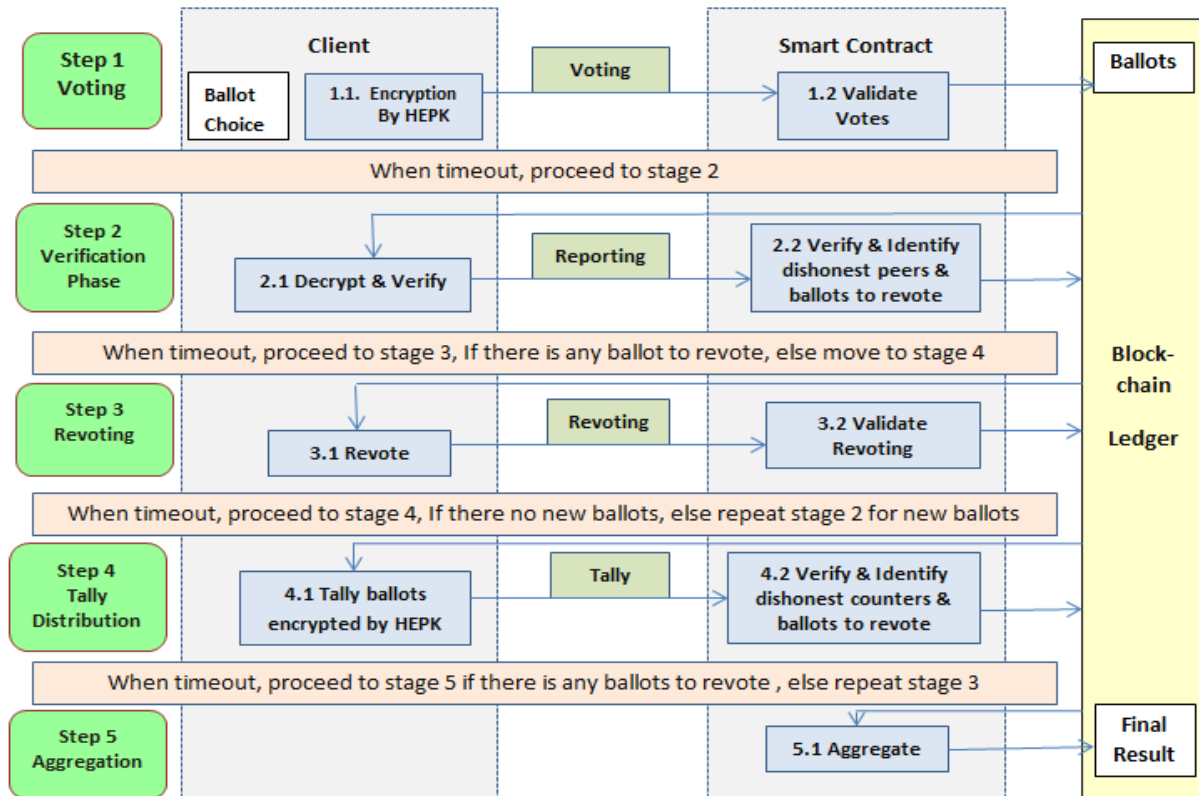 Step 1
Voting
Client
Ballot
Choice
1.1. Encryption
By HEPK
Voting
Smart Contract
1.2 Validate
Votes
Ballots
When timeout, proceed to stage 2
Step 2
Verification
Phase
2.1 Decrypt & Verify
Reporting
2.2 Verify & Identify
dishonest peers &
ballots to revote
When timeout, proceed to stage 3, If there is any ballot to revote, else move to stage 4
Block-
chain
Ledger
Step 3
Revoting
3.1 Revote
Revoting
3.2 Validate
Revoting
When timeout, proceed to stage 4, If there no new ballots, else repeat stage 2 for new ballots
Step 4
Tally
Distribution
4.1 Tally ballots
encrypted by HEPK
Tally
4.2 Verify & Identify
dishonest counters &
ballots to revote
When timeout, proceed to stage 5 if there is any ballots to revote , else repeat stage 3
Step 5
Aggregation
5.1 Aggregate
Final
Result